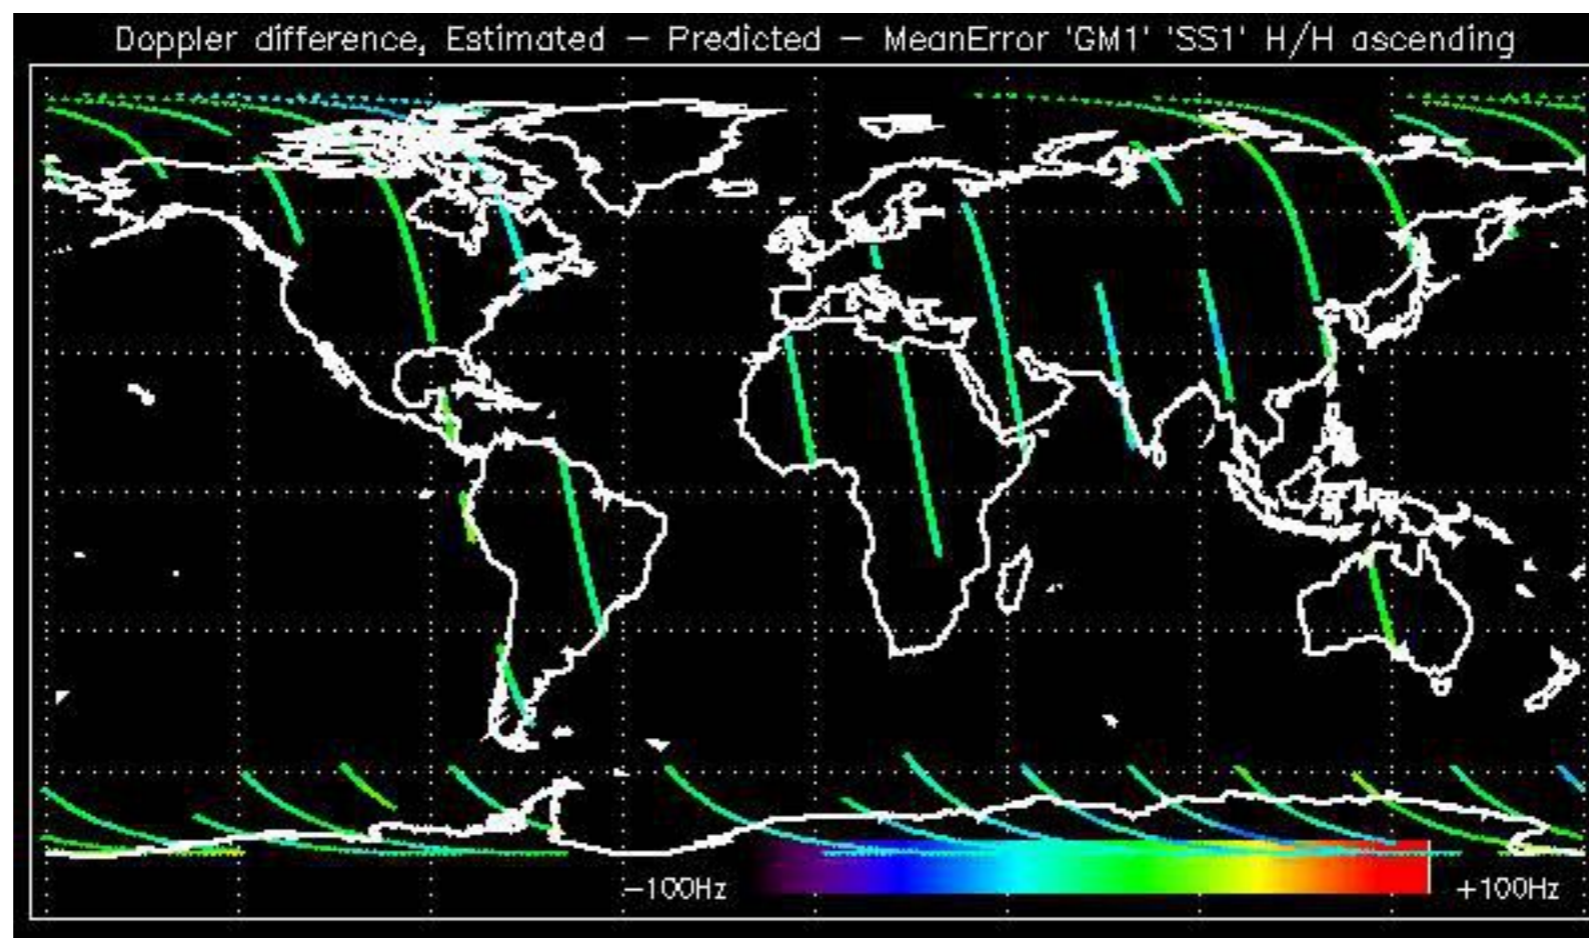 Doppler difference, Estimated – Predicted – MeanError 'GM1' 'SS1' H/H ascending
–100Hz
+100Hz